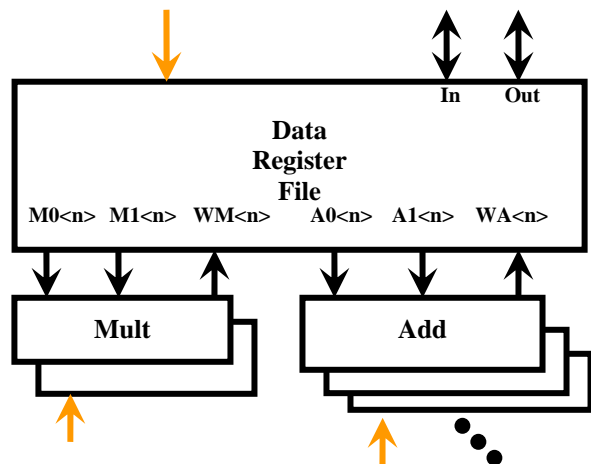 In Out
Data
Register
File
M0<n> M1<n> WM<n> A0<n> A1<n> WA<n>
Mult Add